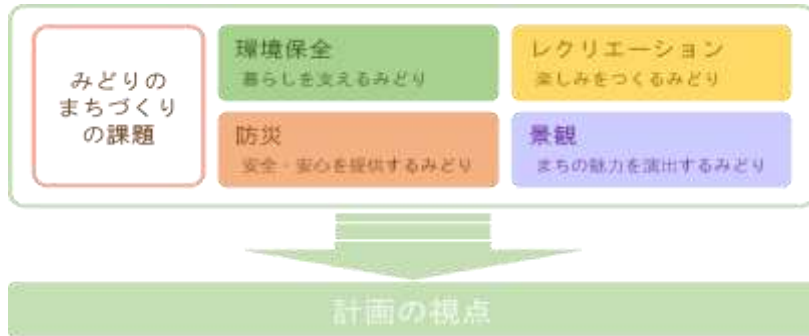 みどりの
まちづくり
の課題
環境保全
暮らしを支えるみどり
レクリエーション
楽しみをつくるみどり
防災
安全・安心を提供するみどり
景観
まちの魅力を演出するみどり
計画の視点